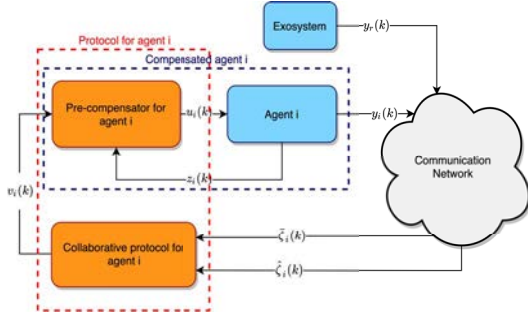 Exosystem
y_r(k)
Protocol for agent i
Compensated agent i
Pre-compensator for
agent i
u_i(k)
Agent i
y_i(k)
Communication
Network
z_i(k)
v_i(k)
Collaborative protocol for
agent i
ζ̄_i(k)
ζ̂_i(k)